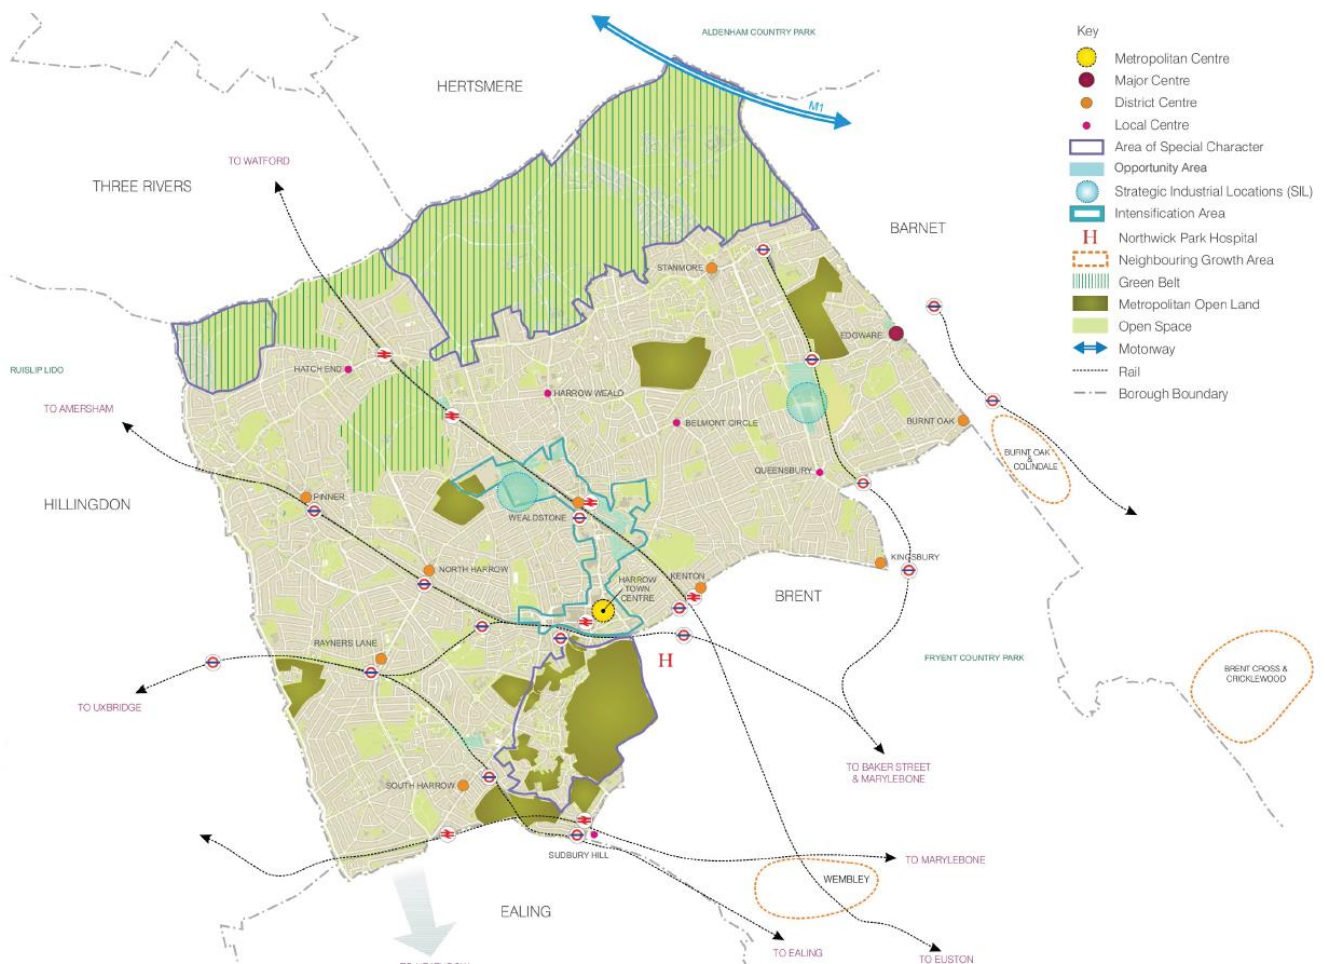 ALDENHAM COUNTRY PARK
HERTSMERE
M1
TO WATFORD
THREE RIVERS
BARNET
STANMORE
EDGWARE
HATCH END
RUISLIP LIDO
HARROW WEALD
TO AMERSHAM
BELMONT CIRCLE
BURNT OAK
BURNT OAK
&
COLINDALE
QUEENSBURY
PINNER
HILLINGDON
WEALDSTONE
KINGSBURY
NORTH HARROW
KENTON
HARROW
TOWN
CENTRE
BRENT
RAYNERS LANE
H
FRYENT COUNTRY PARK
BRENT CROSS &
CRICKLEWOOD
TO UXBRIDGE
TO BAKER STREET
& MARYLEBONE
SOUTH HARROW
SUDBURY HILL
TO MARYLEBONE
WEMBLEY
EALING
TO EALING
TO EUSTON
Key
Metropolitan Centre
Major Centre
District Centre
Local Centre
Area of Special Character
Opportunity Area
Strategic Industrial Locations (SIL)
Intensification Area
H Northwick Park Hospital
Neighbouring Growth Area
Green Belt
Metropolitan Open Land
Open Space
Motorway
Rail
Borough Boundary